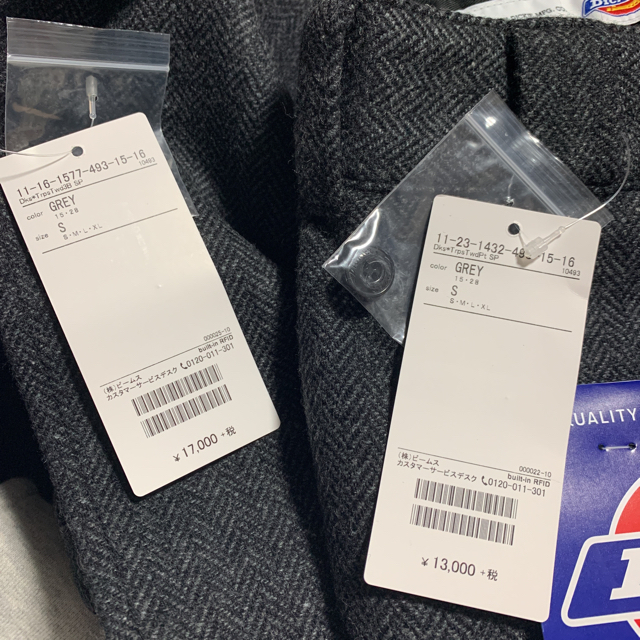 11-16-1577-493-15-16
10493
Dks*TrpsTwdJB SP
color GREY
15・28
size S
S・M・L・XL
000022-10
built-in RFID
(株)ビームス
カスタマーサービスデスク 0120-011-301
¥17,000 +税
11-23-1432-493-15-16
10493
Dks*TrpsTwdPt SP
color GREY
15・28
size S
S・M・L・XL
(株)ビームス
000022-10
built-in RFID
カスタマーサービスデスク 0120-011-301
¥13,000 +税
QUALITY